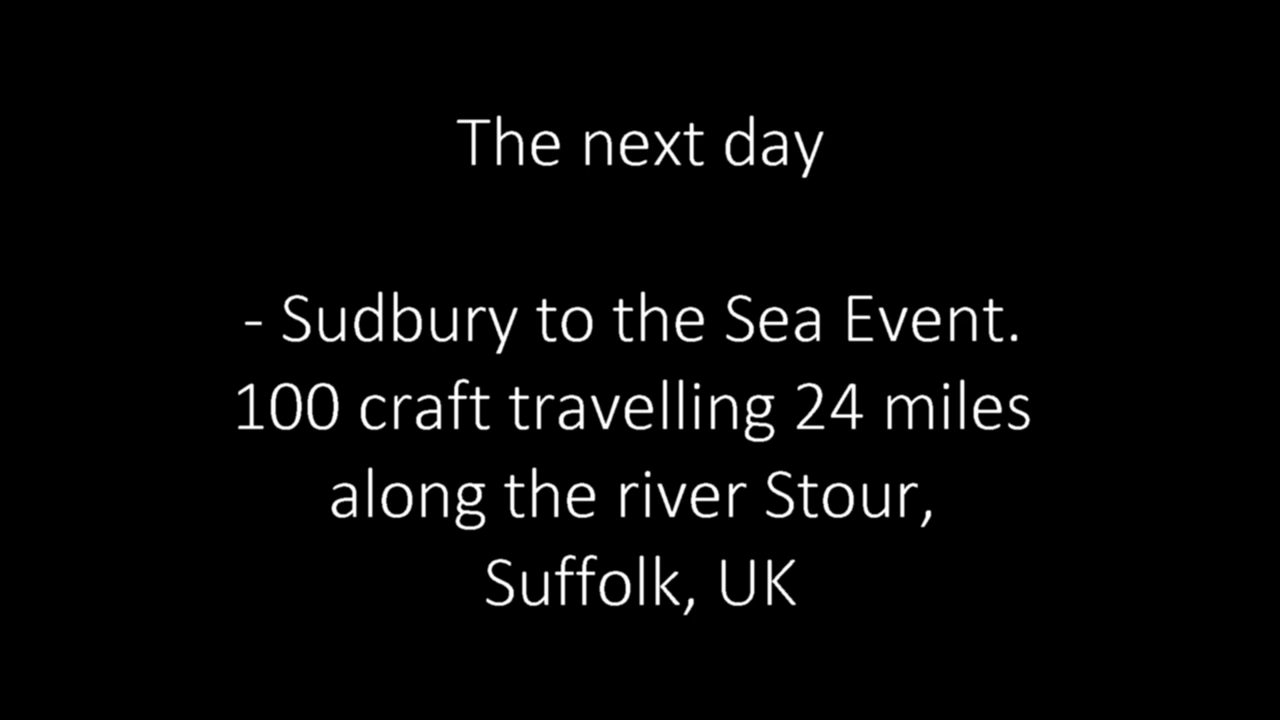 The next day
- Sudbury to the Sea Event.
100 craft travelling 24 miles
along the river Stour,
Suffolk, UK